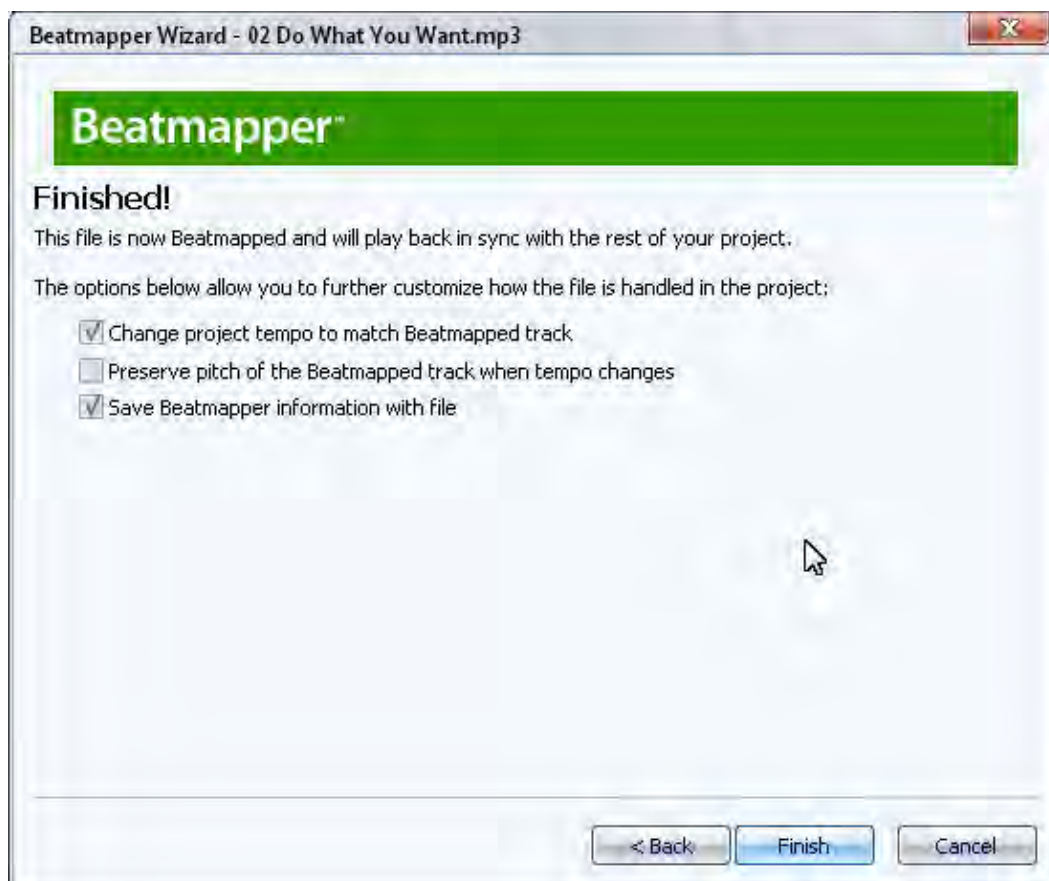 Beatmapper Wizard - 02 Do What You Want.mp3
Beatmapper™
Finished!
This file is now Beatmapped and will play back in sync with the rest of your project.
The options below allow you to further customize how the file is handled in the project:
Change project tempo to match Beatmapped track
Preserve pitch of the Beatmapped track when tempo changes
Save Beatmapper information with file
< Back Finish Cancel